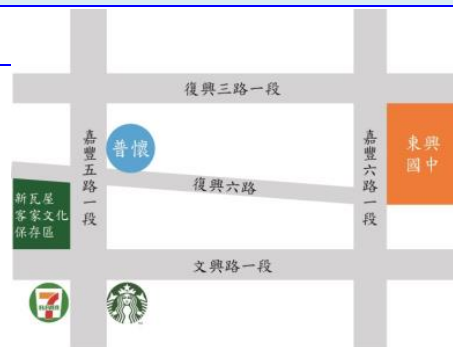 復興三路一段
嘉豐五路一段
普懷
嘉豐六路一段
東興
國中
復興六路
新瓦屋
客家文化
保存區
文興路一段
7
ELEVEN